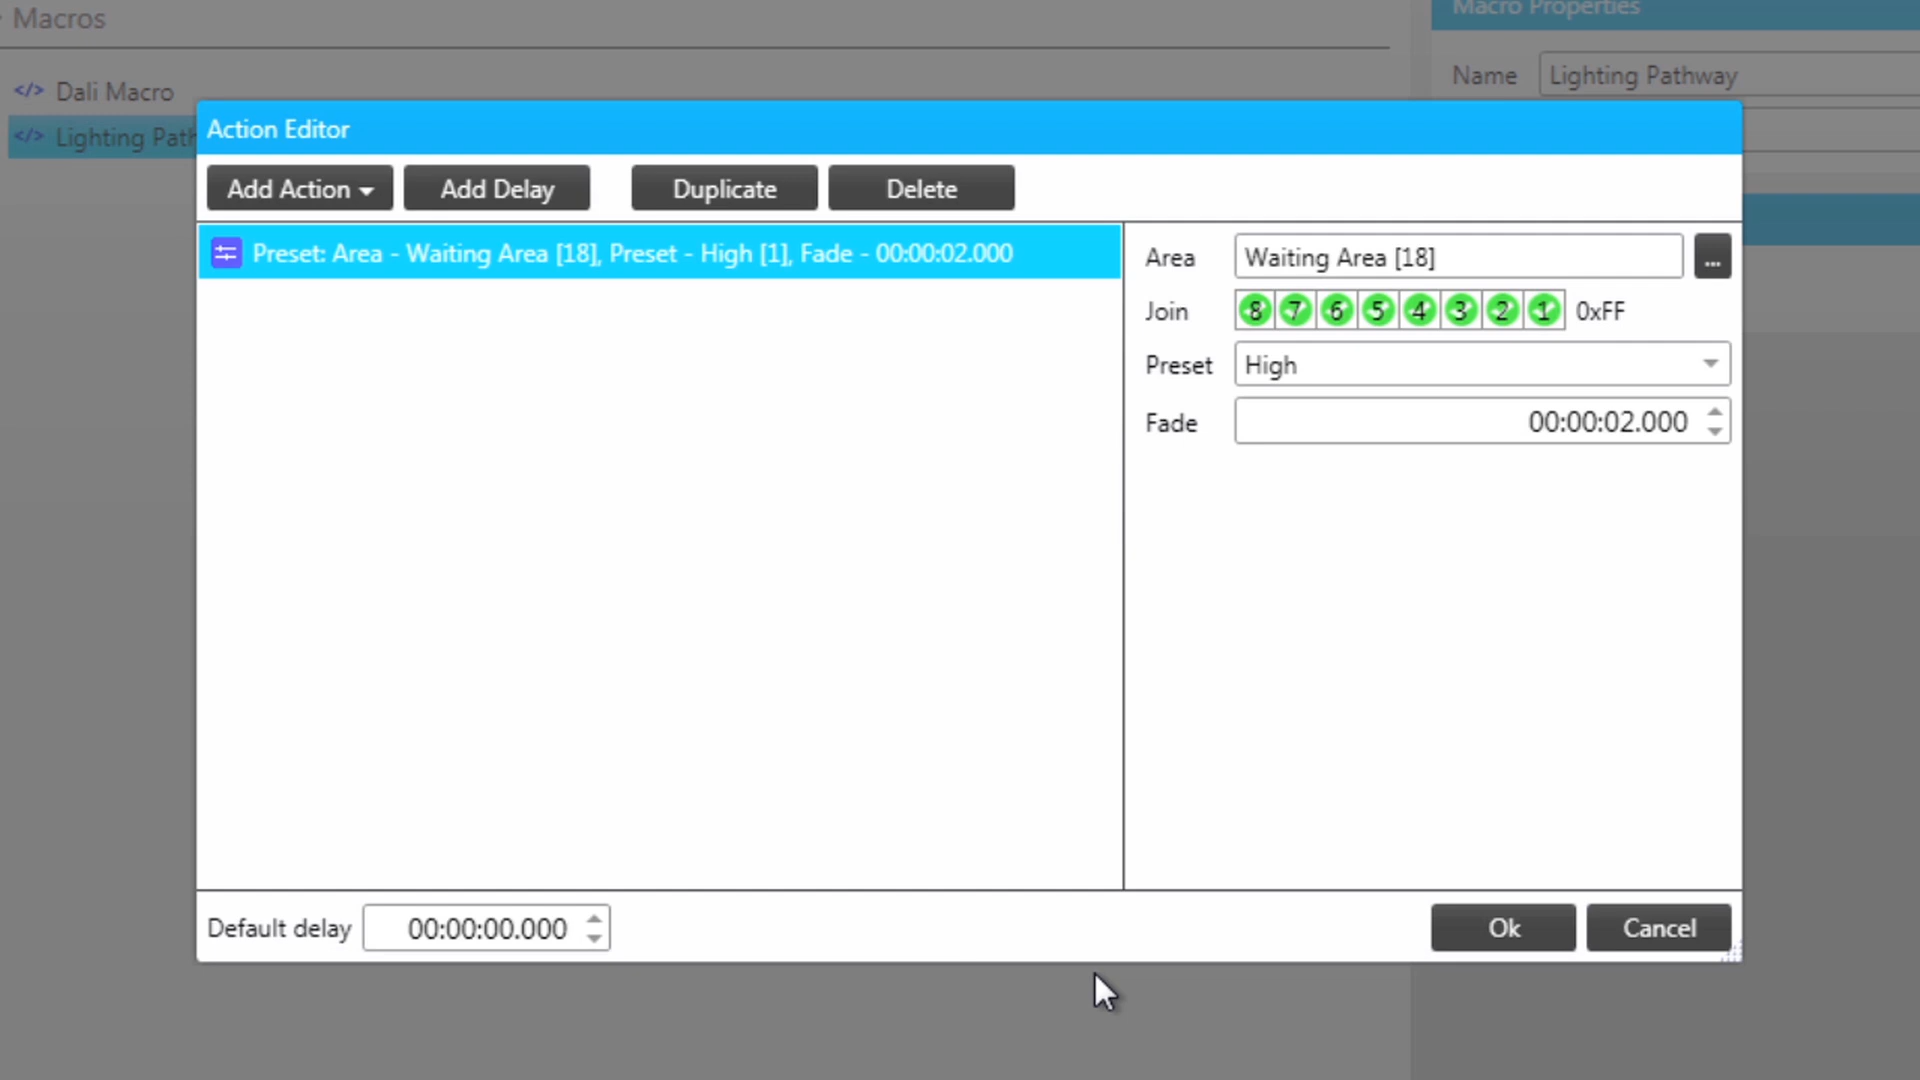 Macros
Macro Properties
</> Dali Macro
Name Lighting Pathway
</> Lighting Path
Action Editor
Add Action Add Delay Duplicate Delete
Preset: Area - Waiting Area [18], Preset - High [1], Fade - 00:00:02.000
Area Waiting Area [18] ...
Join 8 7 6 5 4 3 2 1 0xFF
Preset High
Fade 00:00:02.000
Default delay 00:00:00.000 Ok Cancel